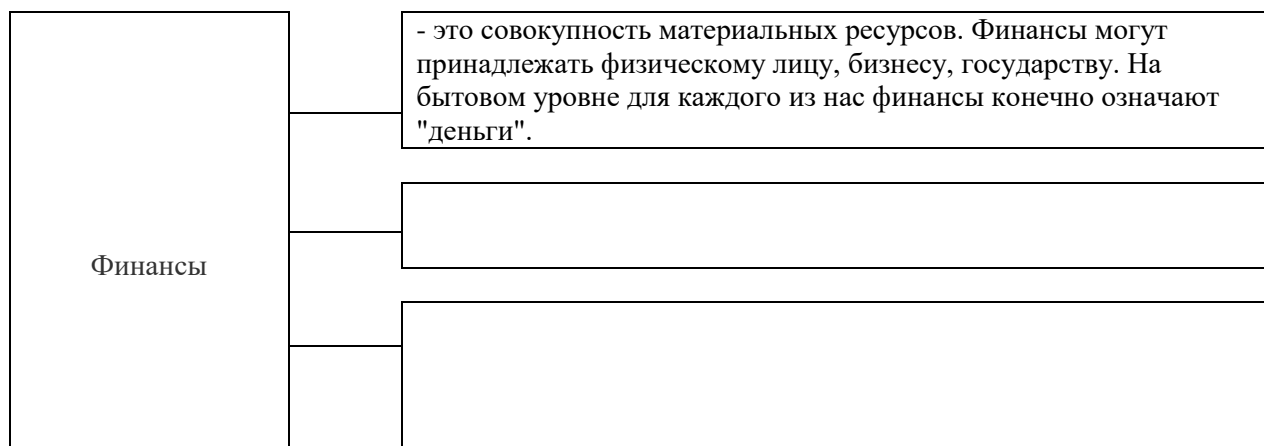 - это совокупность материальных ресурсов. Финансы могут
принадлежать физическому лицу, бизнесу, государству. На
бытовом уровне для каждого из нас финансы конечно означают
"деньги".
Финансы